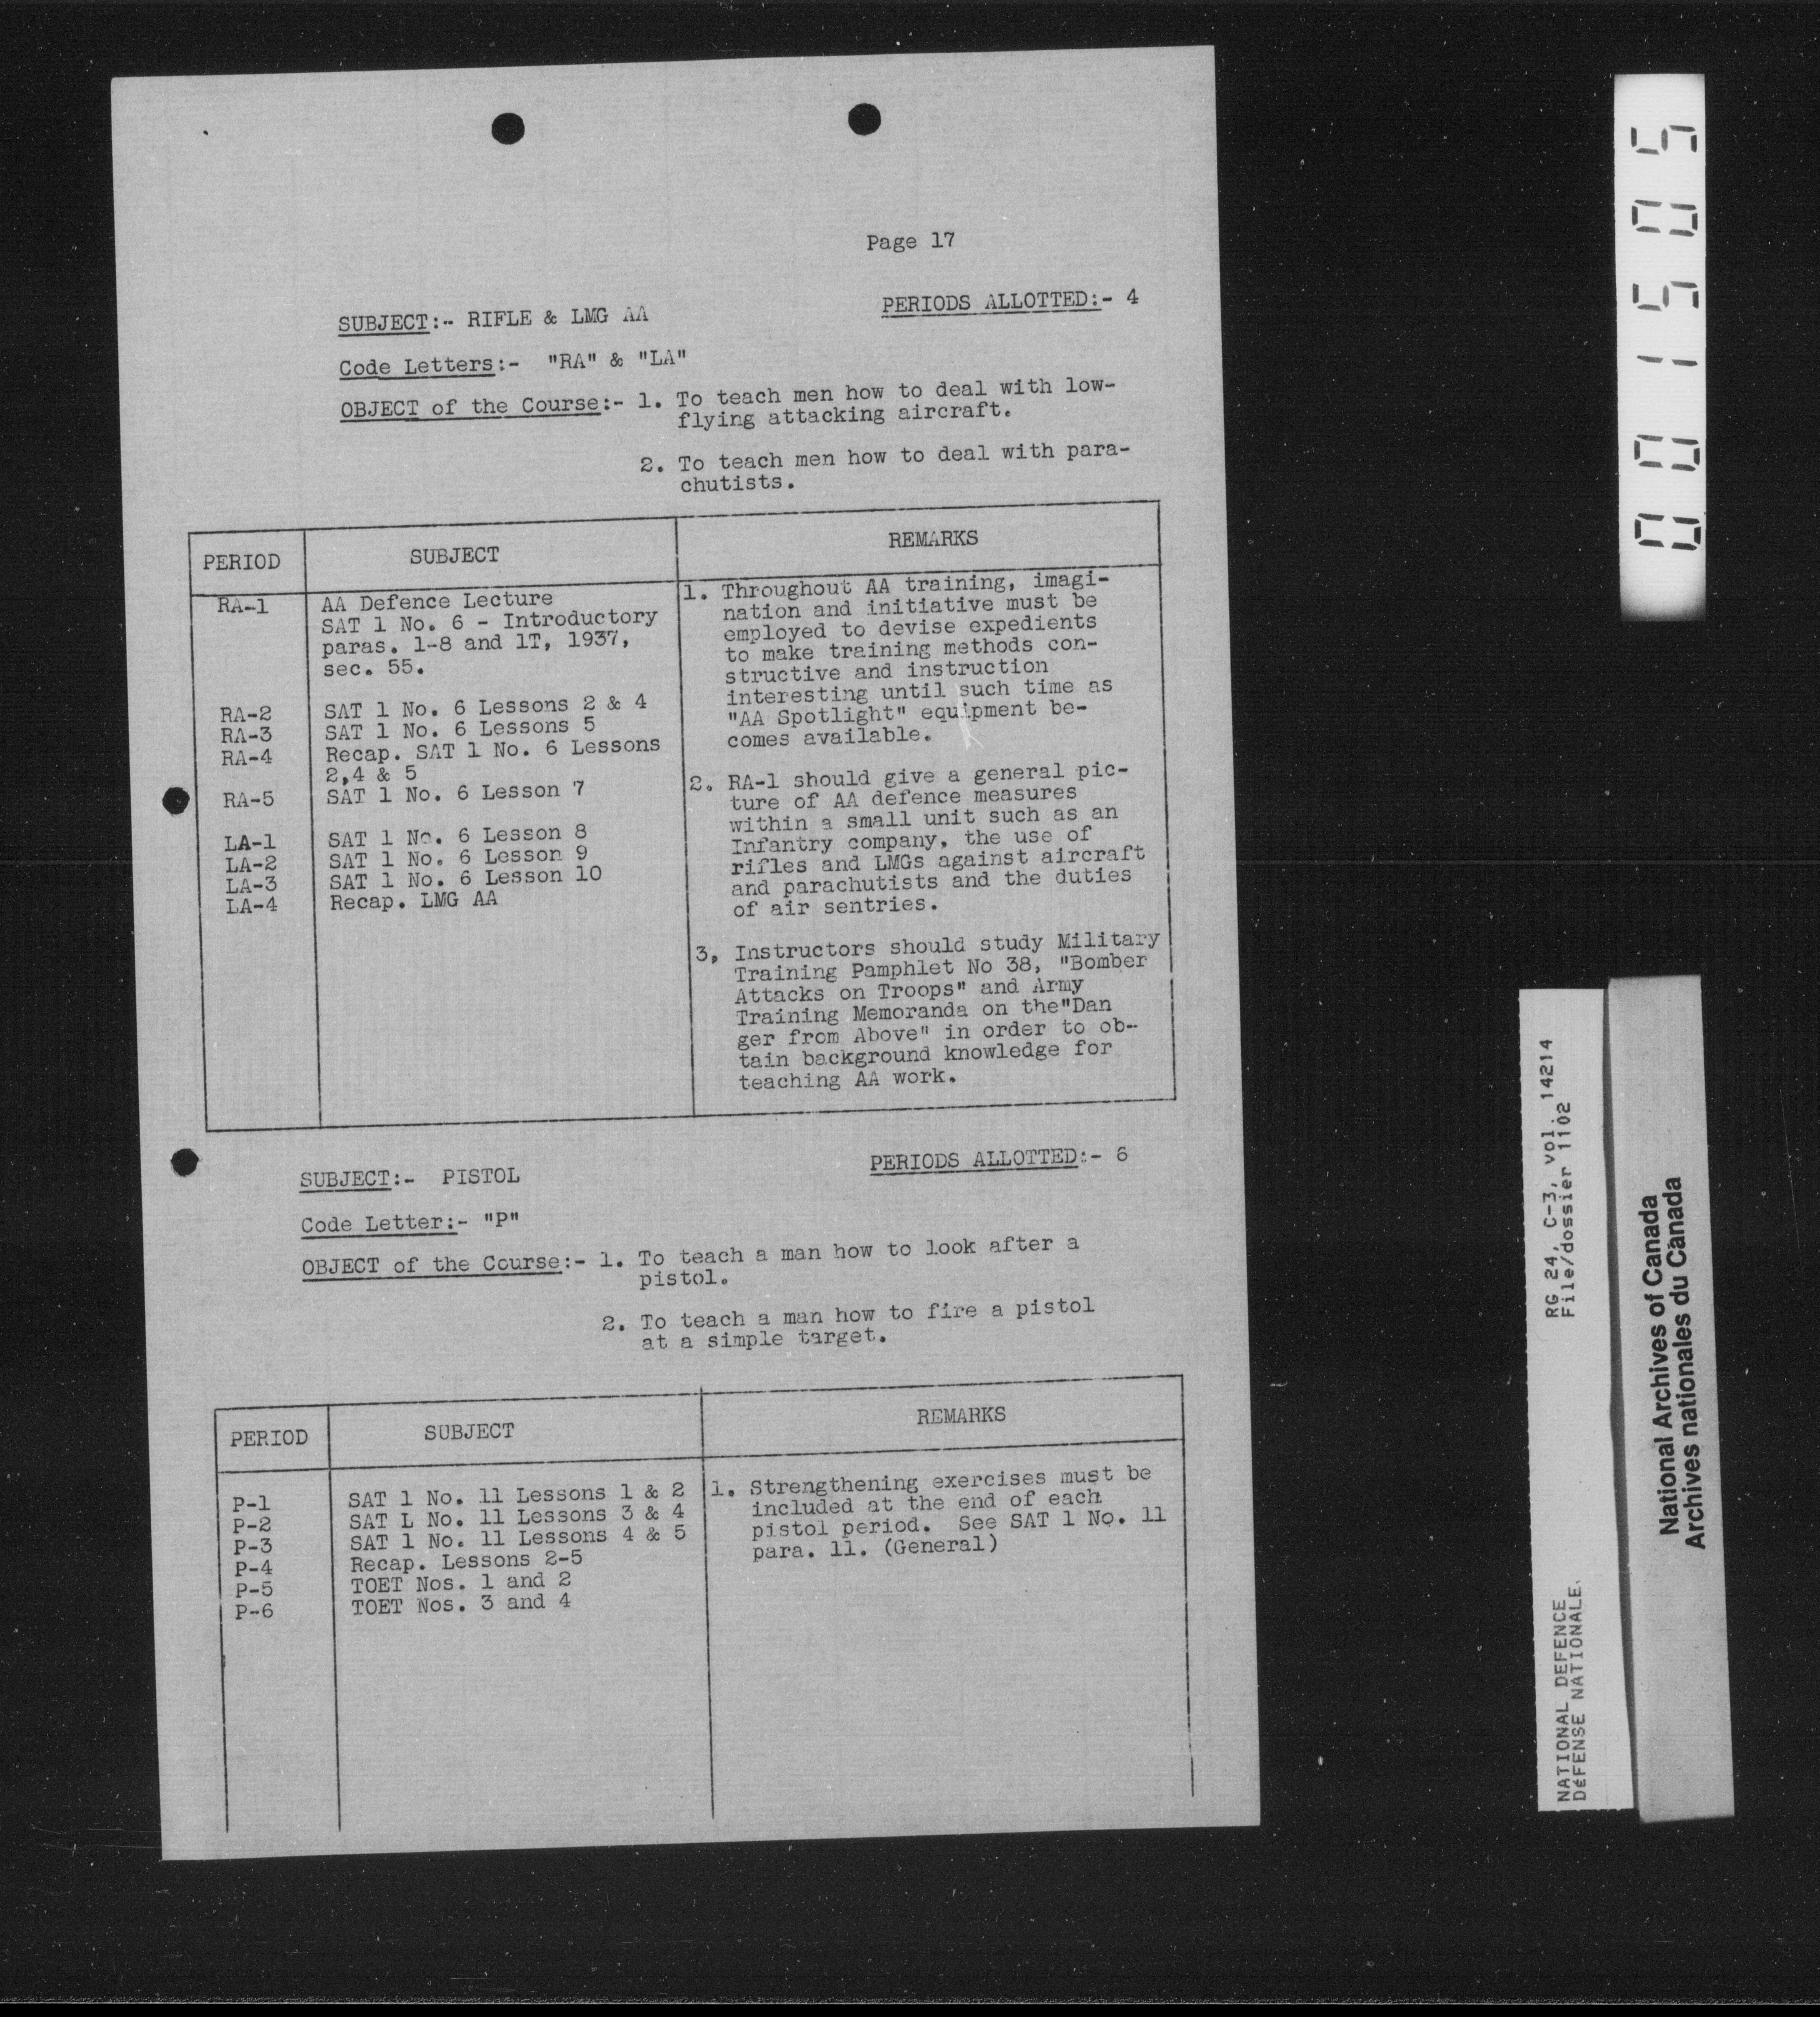 Page 17
SUBJECT:- RIFLE & LMG AA
PERIODS ALLOTTED:- 4
Code Letters:- "RA" & "LA"
OBJECT of the Course:- 1. To teach men how to deal with low-
flying attacking aircraft.
2. To teach men how to deal with para-
chutists.
PERIOD
SUBJECT
REMARKS
RA-1
AA Defence Lecture
SAT 1 No. 6 - Introductory
paras. 1-8 and 1T, 1937,
sec. 55.
RA-2 SAT 1 No. 6 Lessons 2 & 4
RA-3 SAT 1 No. 6 Lessons 5
RA-4 Recap. SAT 1 No. 6 Lessons
2,4 & 5
RA-5 SAT 1 No. 6 Lesson 7
LA-1 SAT 1 No. 6 Lesson 8
LA-2 SAT 1 No. 6 Lesson 9
LA-3 SAT 1 No. 6 Lesson 10
LA-4 Recap. LMG AA
1. Throughout AA training, imagi-
nation and initiative must be
employed to devise expedients
to make training methods con-
structive and instruction
interesting until such time as
"AA Spotlight" equipment be-
comes available.
2. RA-1 should give a general pic-
ture of AA defence measures
within a small unit such as an
Infantry company, the use of
rifles and LMGs against aircraft
and parachutists and the duties
of air sentries.
3. Instructors should study Military
Training Pamphlet No 38, "Bomber
Attacks on Troops" and Army
Training Memoranda on the"Dan
ger from Above" in order to ob-
tain background knowledge for
teaching AA work.
SUBJECT:- PISTOL
PERIODS ALLOTTED:- 6
Code Letter:- "P"
OBJECT of the Course:- 1. To teach a man how to look after a
pistol.
2. To teach a man how to fire a pistol
at a simple target.
PERIOD
SUBJECT
REMARKS
P-1 SAT 1 No. 11 Lessons 1 & 2
P-2 SAT L No. 11 Lessons 3 & 4
P-3 SAT 1 No. 11 Lessons 4 & 5
P-4 Recap. Lessons 2-5
P-5 TOET Nos. 1 and 2
P-6 TOET Nos. 3 and 4
1. Strengthening exercises must be
included at the end of each
pistol period. See SAT 1 No. 11
para. 11. (General)
001505
RG 24, C-3, vol. 14214
File/dossier 1102
NATIONAL DEFENCE
DéFENSE NATIONALE
National Archives of Canada
Archives nationales du Canada